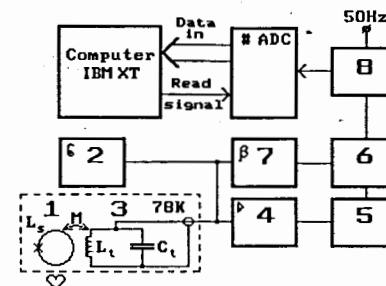 50Hz
Data
in
Computer
IBM XT
# ADC
8
Read
signal
G 2
β 7
6
1 3 78K
▷ 4
5
Ls M Lt Ct